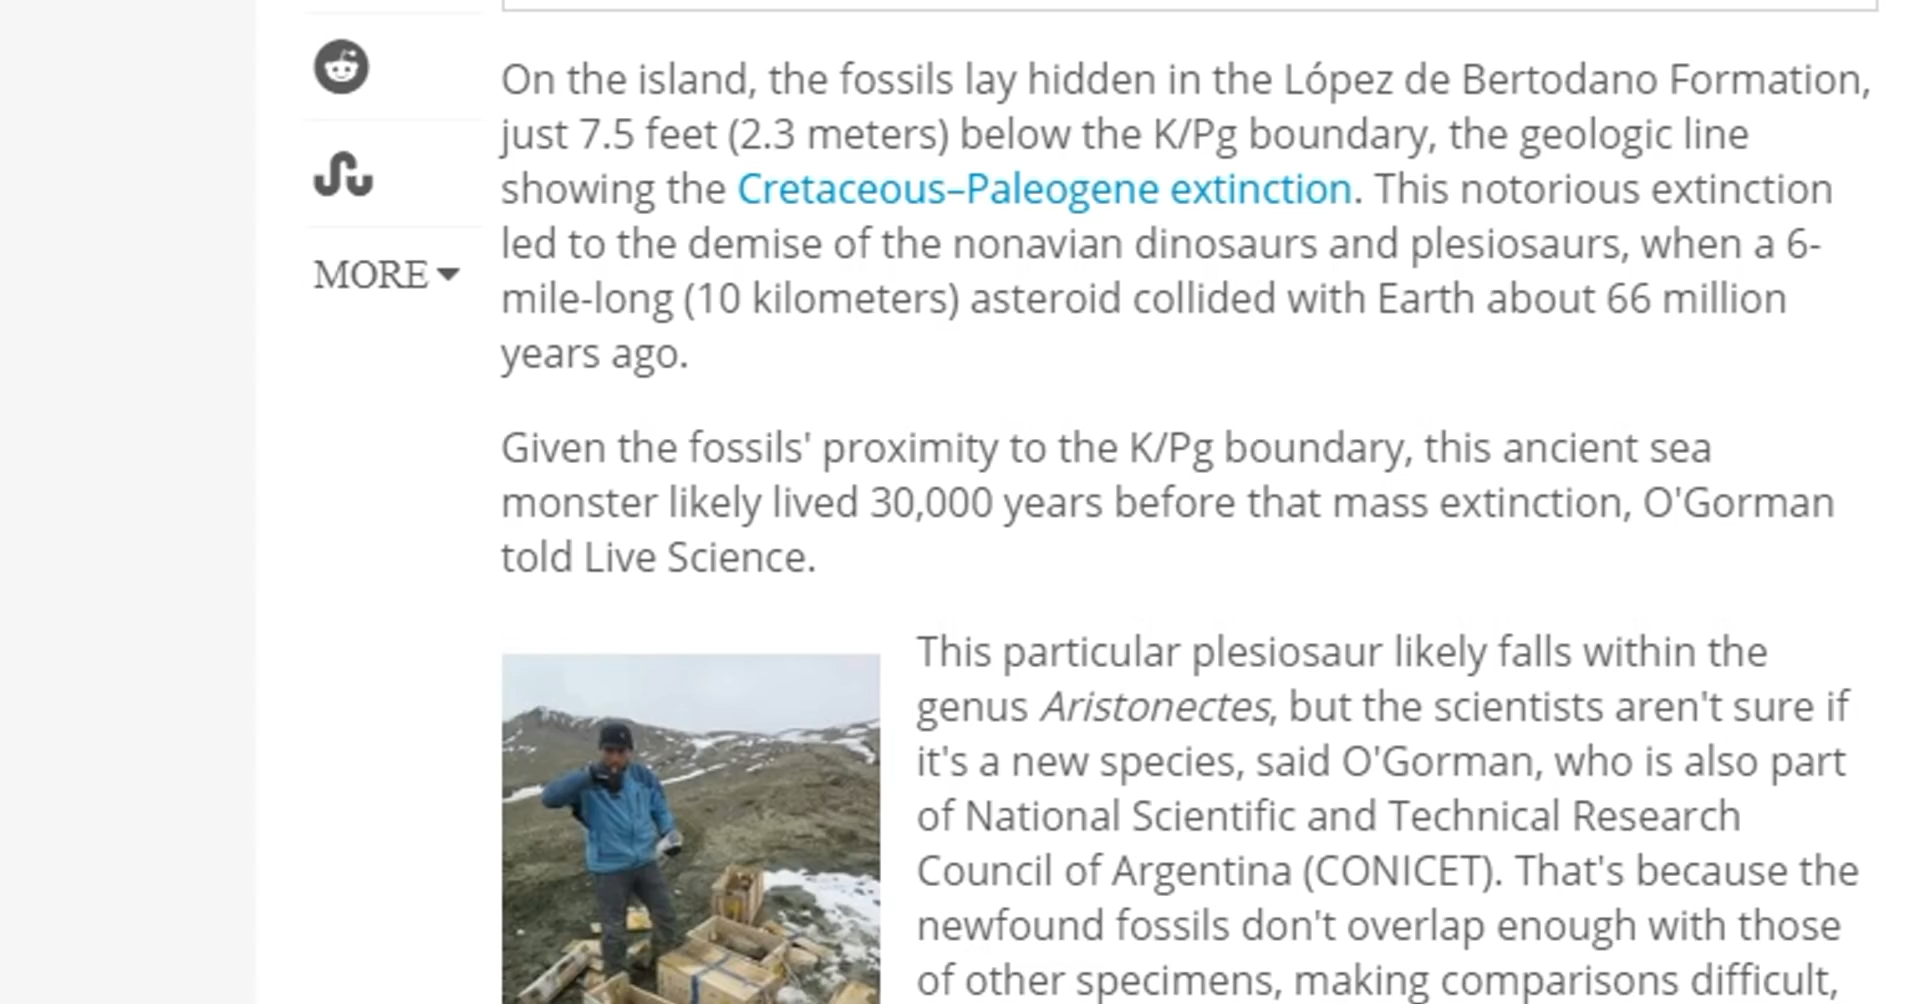 On the island, the fossils lay hidden in the López de Bertodano Formation,
just 7.5 feet (2.3 meters) below the K/Pg boundary, the geologic line
showing the Cretaceous–Paleogene extinction. This notorious extinction
led to the demise of the nonavian dinosaurs and plesiosaurs, when a 6-
mile-long (10 kilometers) asteroid collided with Earth about 66 million
years ago.
MORE
Given the fossils' proximity to the K/Pg boundary, this ancient sea
monster likely lived 30,000 years before that mass extinction, O'Gorman
told Live Science.
This particular plesiosaur likely falls within the
genus Aristonectes, but the scientists aren't sure if
it's a new species, said O'Gorman, who is also part
of National Scientific and Technical Research
Council of Argentina (CONICET). That's because the
newfound fossils don't overlap enough with those
of other specimens, making comparisons difficult,